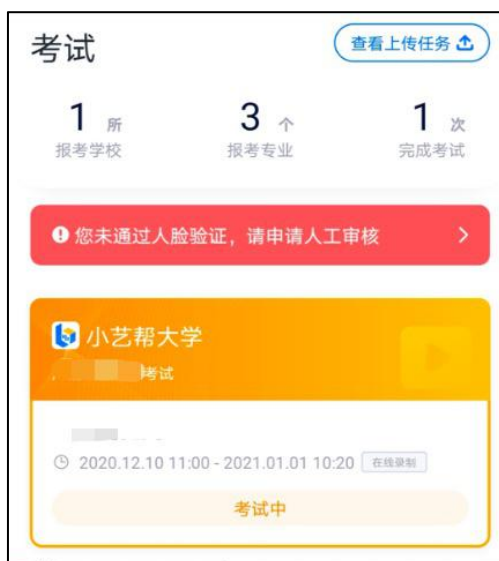 考试
查看上传任务
1 所
3 个
1 次
报考学校
报考专业
完成考试
您未通过人脸验证，请申请人工审核
小艺帮大学
考试
2020.12.10 11:00 - 2021.01.01 10:20 在线录制
考试中